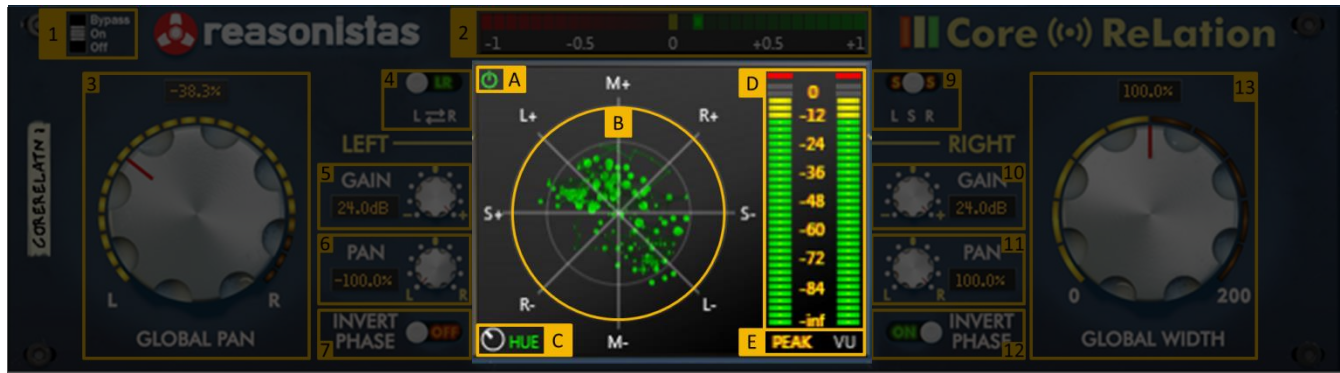 1
Bypass
On
Off
reasonistas
2
-1 -0.5 0 +0.5 +1
Core ((•)) ReLation
3
-38.3%
4
LR
L ⇄ R
A
M+
D
0
-12
-24
-36
-48
-60
-72
-84
-inf
9
S S
L S R
100.0%
13
L+
B
R+
S+
S-
R-
L-
M-
LEFT
RIGHT
CORERELATN 1
5
GAIN
24.0dB
- +
10
GAIN
24.0dB
- +
6
PAN
-100.0%
L R
11
PAN
100.0%
L R
L R
GLOBAL PAN
0 200
GLOBAL WIDTH
7
INVERT
PHASE
OFF
HUE
C
E
PEAK VU
ON
INVERT
PHASE
12